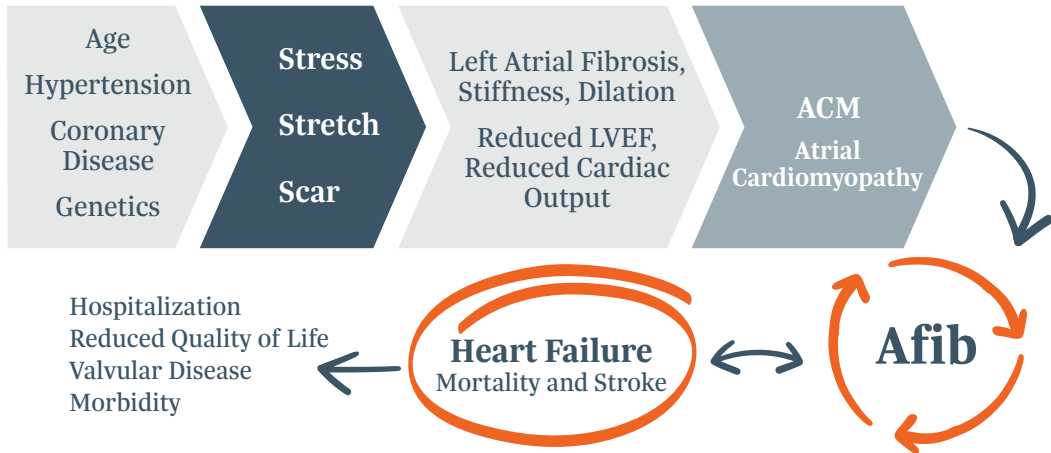 Age
Hypertension
Coronary
Disease
Genetics
Stress
Stretch
Scar
Left Atrial Fibrosis,
Stiffness, Dilation
Reduced LVEF,
Reduced Cardiac
Output
ACM
Atrial
Cardiomyopathy
Afib
Heart Failure
Mortality and Stroke
Hospitalization
Reduced Quality of Life
Valvular Disease
Morbidity